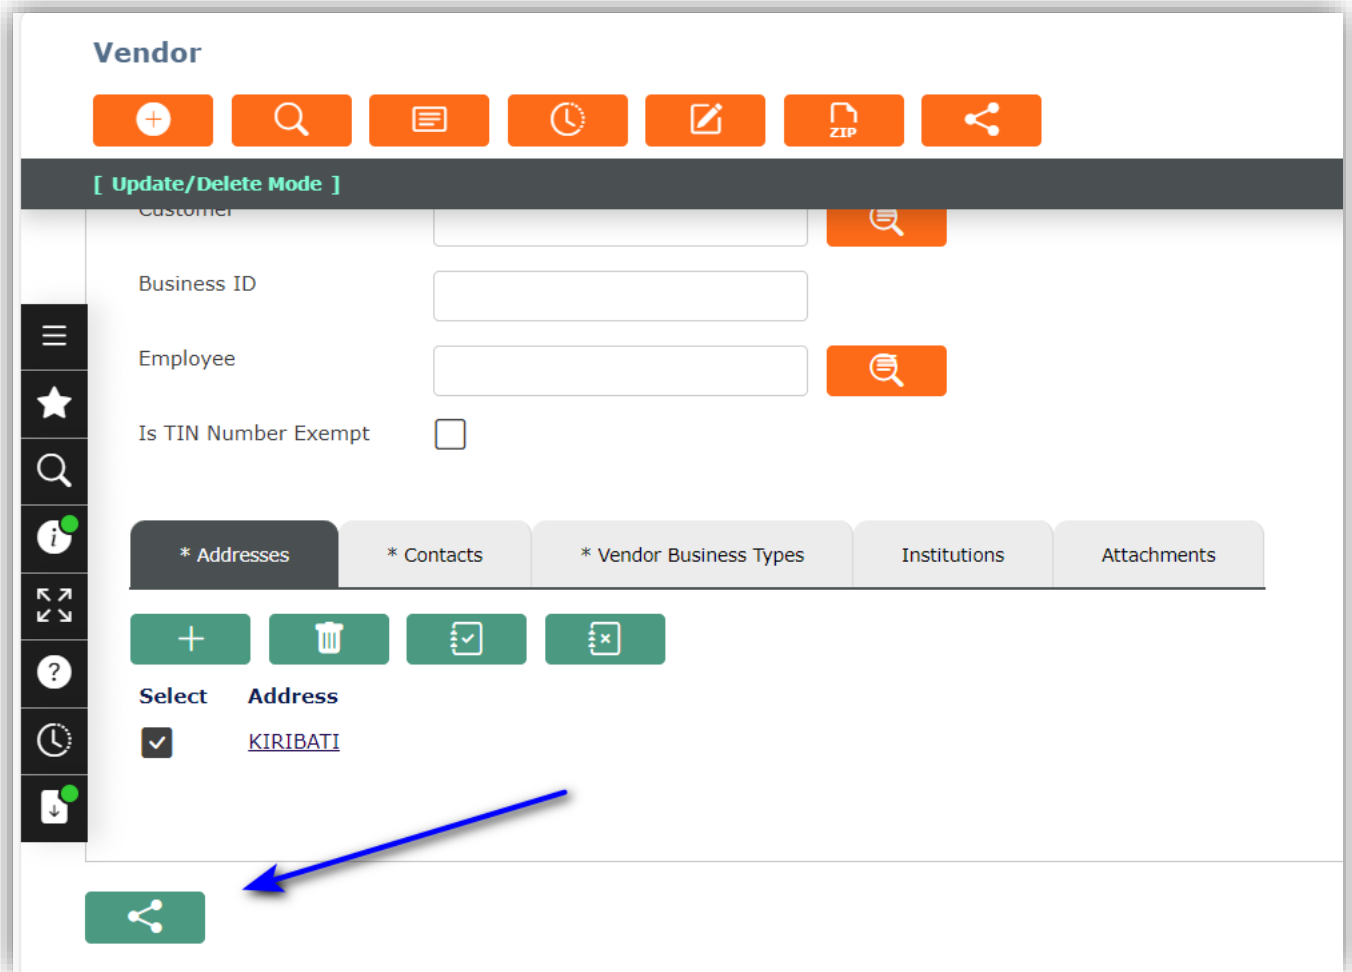 Vendor
ZIP
[ Update/Delete Mode ]
Customer
Business ID
Employee
Is TIN Number Exempt
* Addresses * Contacts * Vendor Business Types Institutions Attachments
Select Address
KIRIBATI